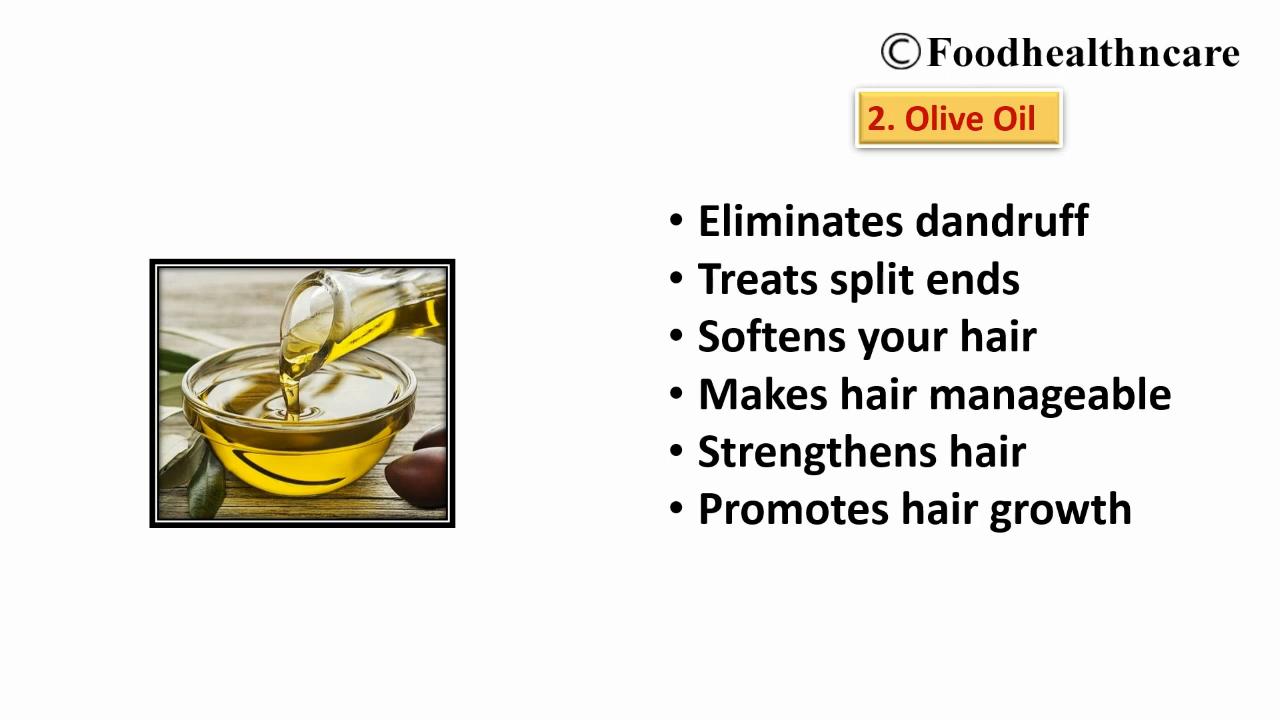 ©Foodhealthncare
2. Olive Oil
• Eliminates dandruff
• Treats split ends
• Softens your hair
• Makes hair manageable
• Strengthens hair
• Promotes hair growth